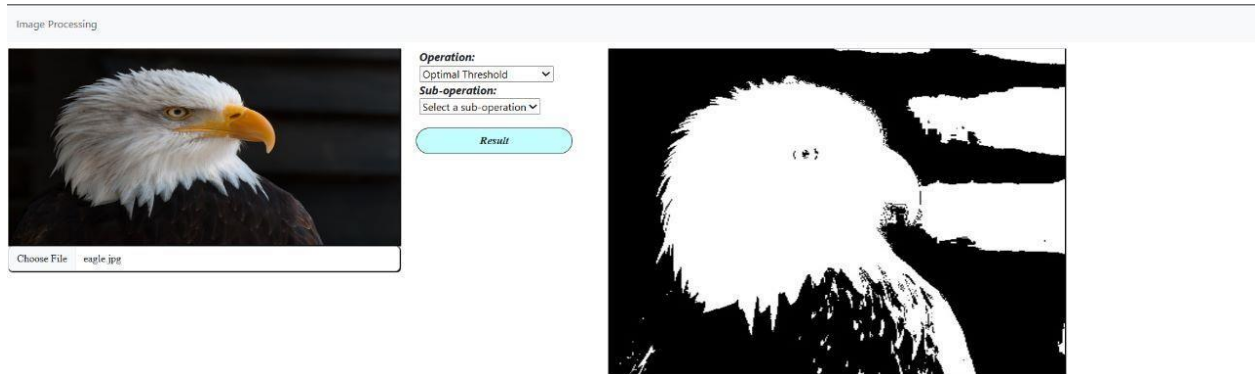 Image Processing
Operation:
Optimal Threshold
Sub-operation:
Select a sub-operation
Result
Choose File eagle.jpg